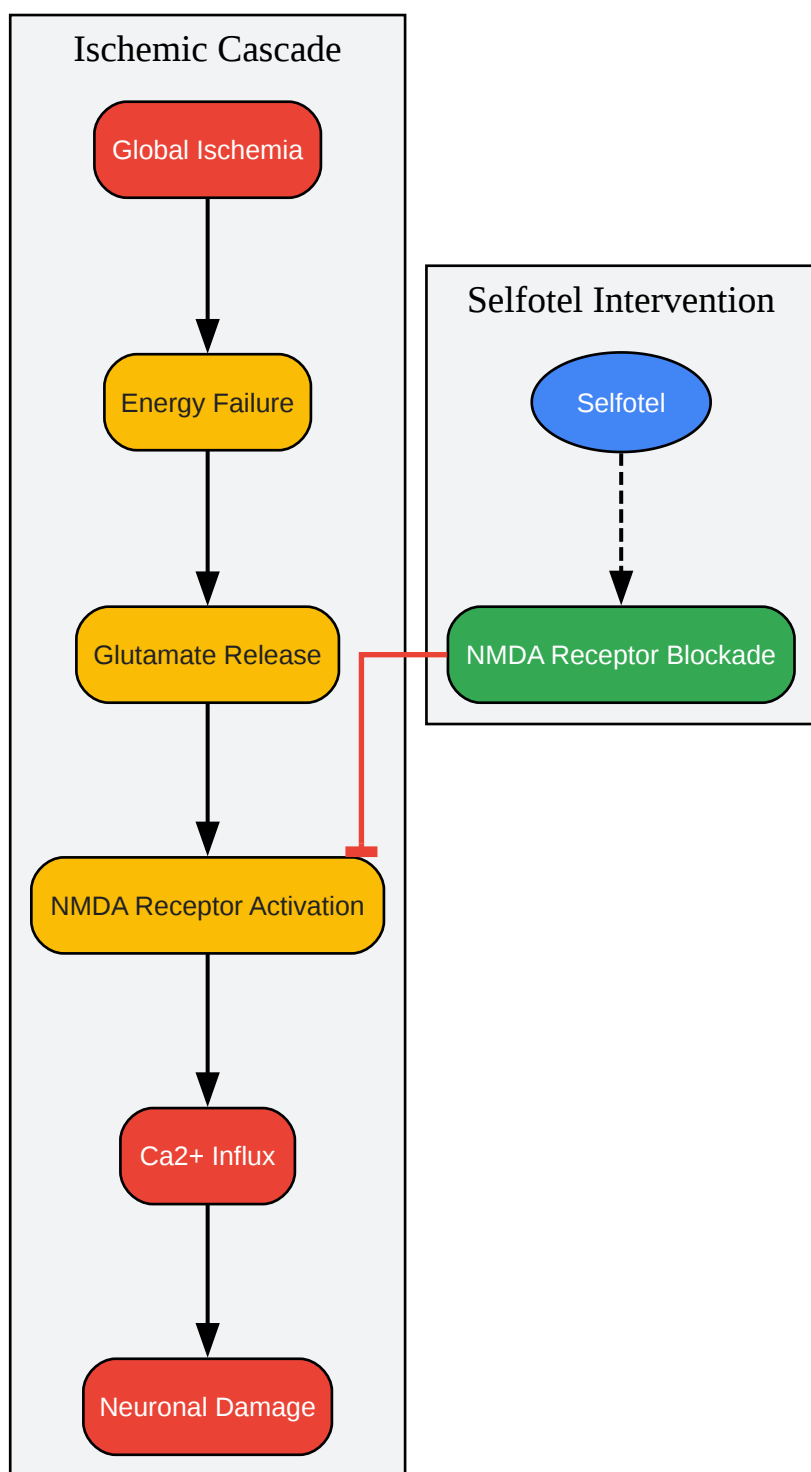 Ischemic Cascade
Global Ischemia
Energy Failure
Glutamate Release
NMDA Receptor Activation
Ca2+ Influx
Neuronal Damage
Selfotel Intervention
Selfotel
NMDA Receptor Blockade